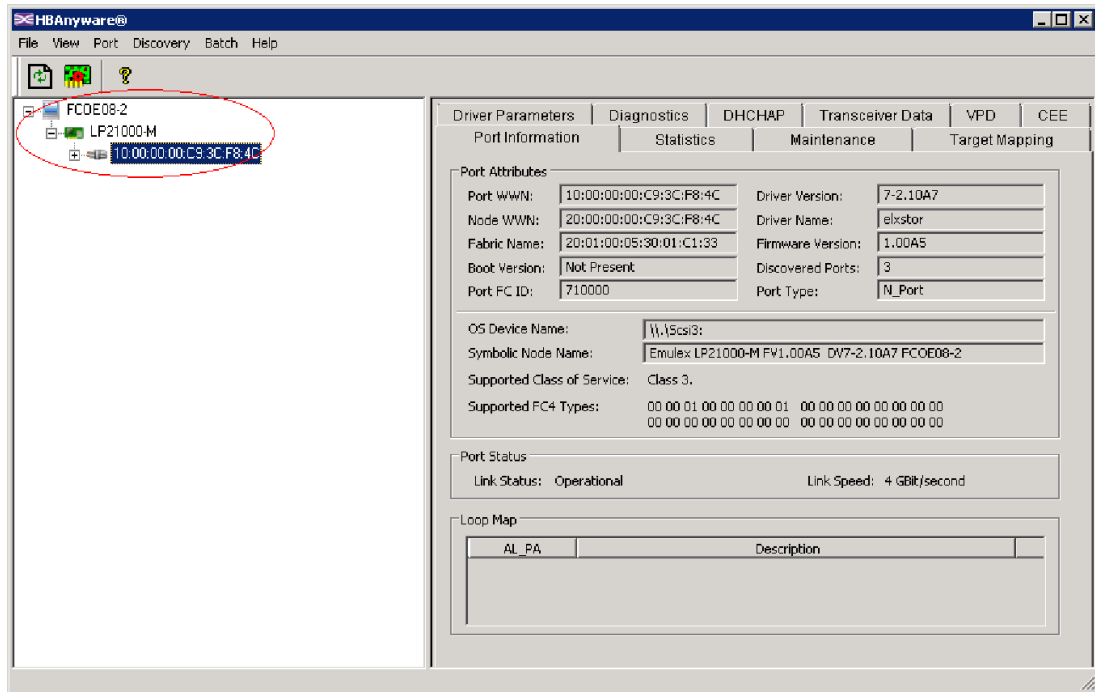 HBAnyware®
File View Port Discovery Batch Help
FCOE08-2
LP21000-M
10:00:00:00:C9:3C:F8:4C
Driver Parameters Diagnostics DHCHAP Transceiver Data VPD CEE
Port Information Statistics Maintenance Target Mapping
Port Attributes
Port WWN: 10:00:00:00:C9:3C:F8:4C Driver Version: 7-2.10A7
Node WWN: 20:00:00:00:C9:3C:F8:4C Driver Name: elxstor
Fabric Name: 20:01:00:05:30:01:C1:33 Firmware Version: 1.00A5
Boot Version: Not Present Discovered Ports: 3
Port FC ID: 710000 Port Type: N_Port
OS Device Name: \\.\Scsi3:
Symbolic Node Name: Emulex LP21000-M FV1.00A5 DV7-2.10A7 FCOE08-2
Supported Class of Service: Class 3.
Supported FC4 Types: 00 00 01 00 00 00 00 01 00 00 00 00 00 00 00 00
00 00 00 00 00 00 00 00 00 00 00 00 00 00 00 00
Port Status
Link Status: Operational Link Speed: 4 GBit/second
Loop Map
AL_PA Description